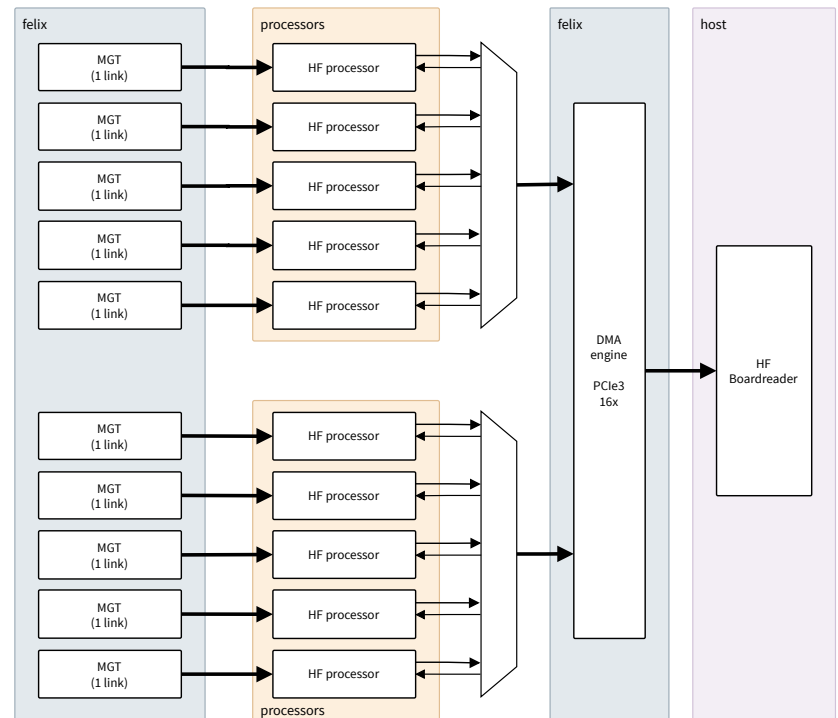 felix
processors
felix
host
MGT
(1 link)
HF processor
MGT
(1 link)
HF processor
MGT
(1 link)
HF processor
MGT
(1 link)
HF processor
MGT
(1 link)
HF processor
DMA
engine
PCIe3
16x
HF
Boardreader
MGT
(1 link)
HF processor
MGT
(1 link)
HF processor
MGT
(1 link)
HF processor
MGT
(1 link)
HF processor
MGT
(1 link)
HF processor
processors